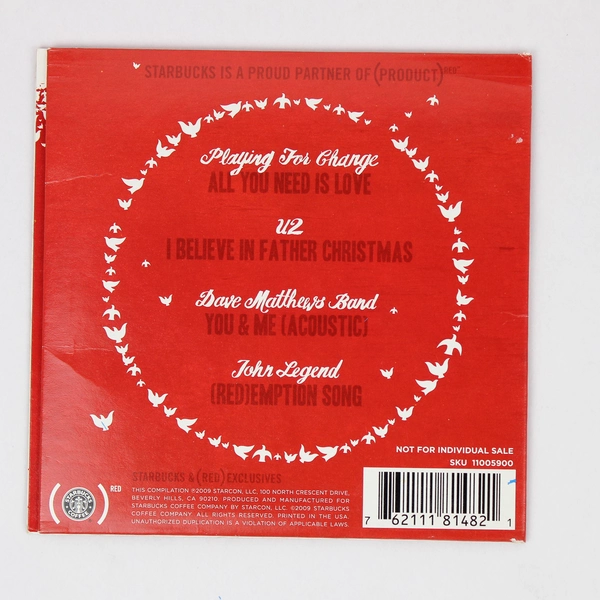 STARBUCKS IS A PROUD PARTNER OF (PRODUCT)RED
Playing For Change
ALL YOU NEED IS LOVE
U2
I BELIEVE IN FATHER CHRISTMAS
Dave Matthews Band
YOU & ME (ACOUSTIC)
John Legend
(RED)EMPTION SONG
NOT FOR INDIVIDUAL SALE
SKU 11005900
STARBUCKS & (RED) EXCLUSIVES
(STARBUCKS COFFEE) RED
THIS COMPILATION ℗2009 STARCON, LLC, 100 NORTH CRESCENT DRIVE,
BEVERLY HILLS, CA 90210. PRODUCED AND MANUFACTURED FOR
STARBUCKS COFFEE COMPANY BY STARCON, LLC. ©2009 STARBUCKS
COFFEE COMPANY. ALL RIGHTS RESERVED. PRINTED IN THE USA.
UNAUTHORIZED DUPLICATION IS A VIOLATION OF APPLICABLE LAWS.
7 62111 81482 1